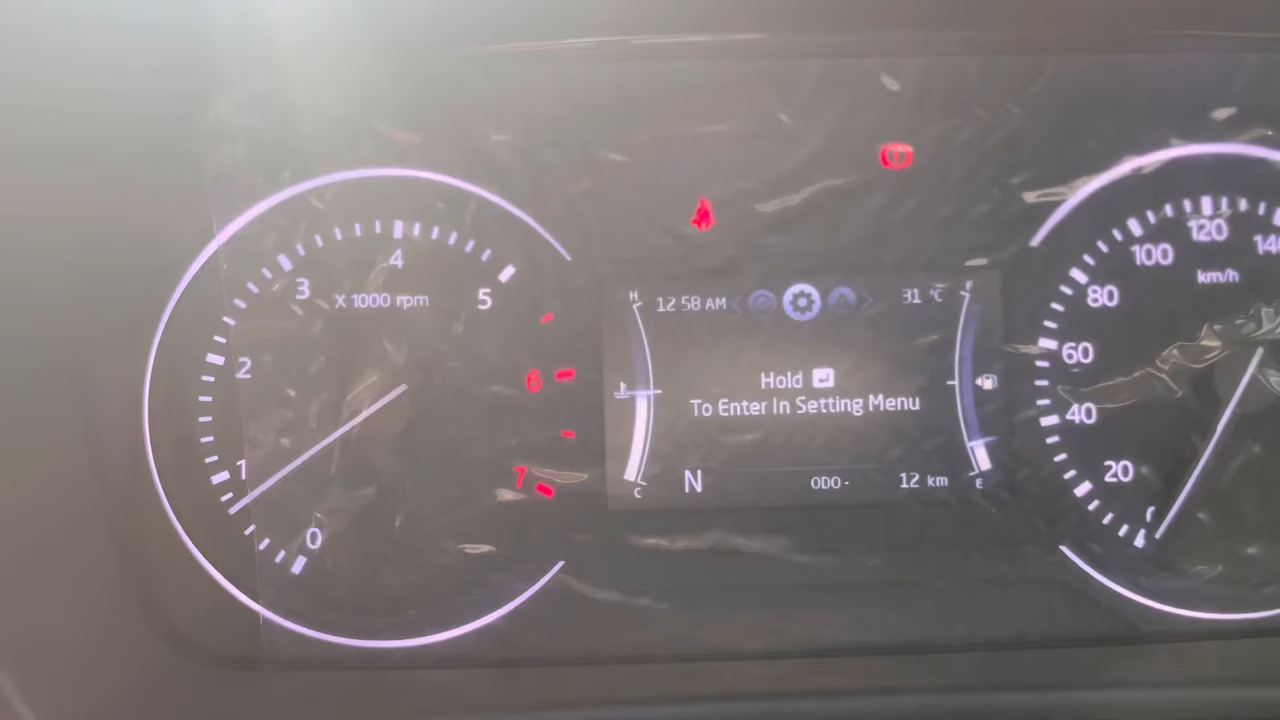 4
3
X 1000 rpm
5
2
6
1
7
0
H
12 58 AM
31 °C
F
Hold
To Enter In Setting Menu
N
ODO-
12 km
C
E
120
100
km/h
80
60
40
20